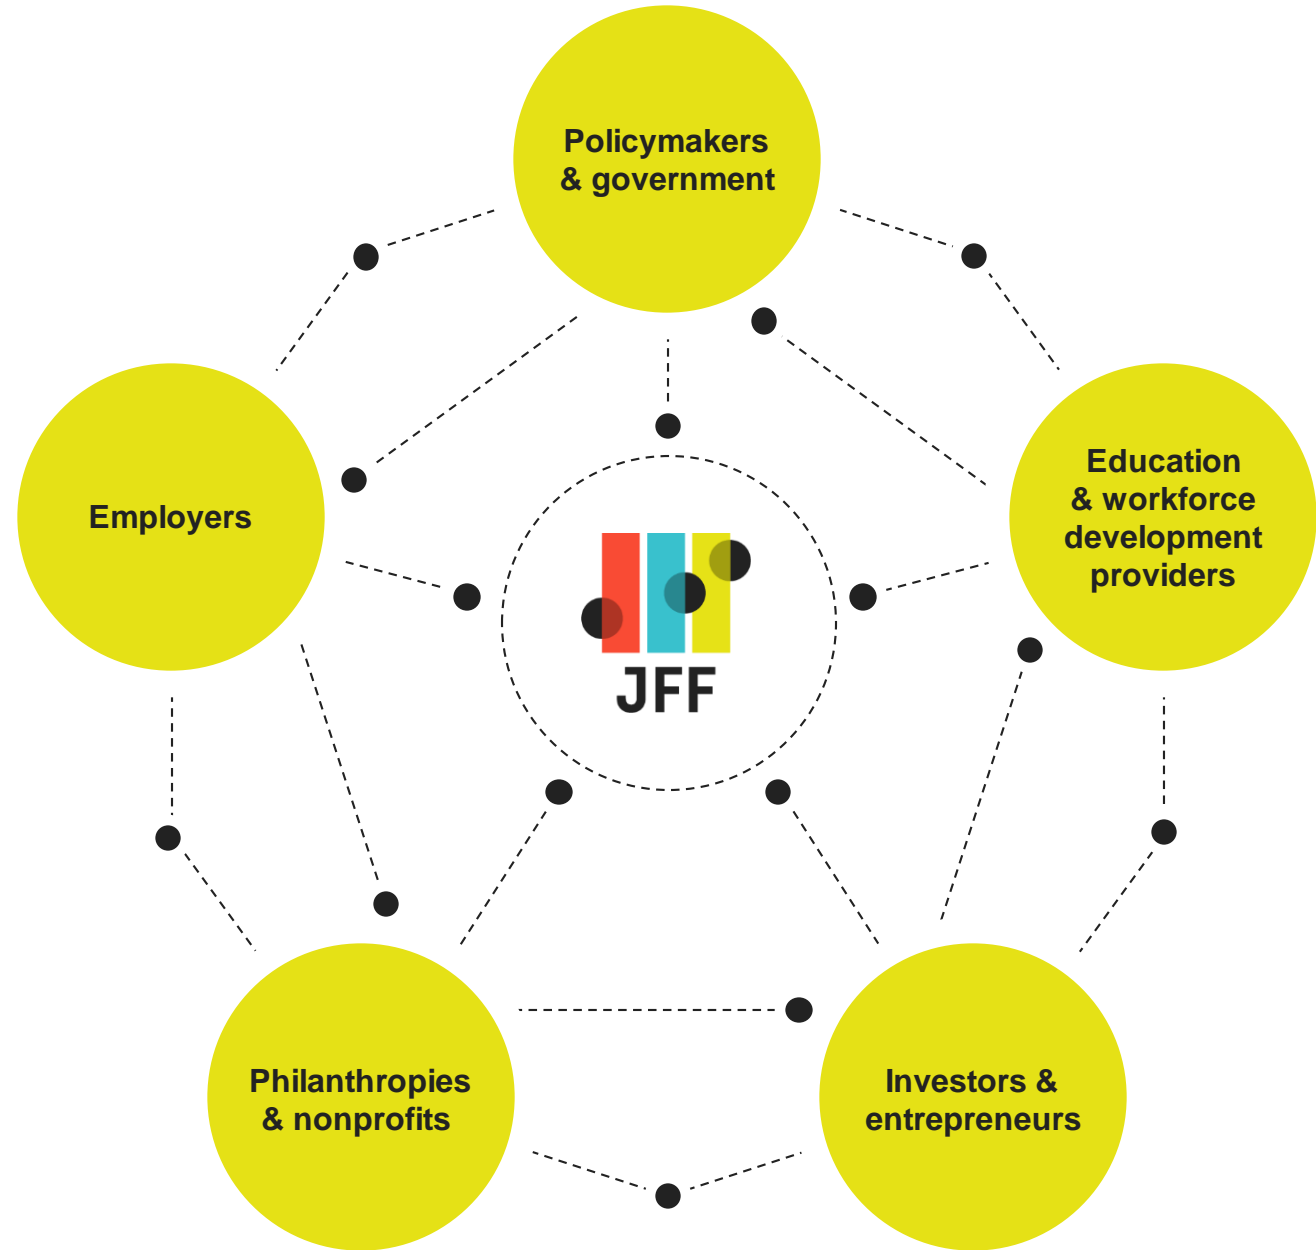 Policymakers
& government
Employers
Education
& workforce
development
providers
JFF
Philanthropies
& nonprofits
Investors &
entrepreneurs